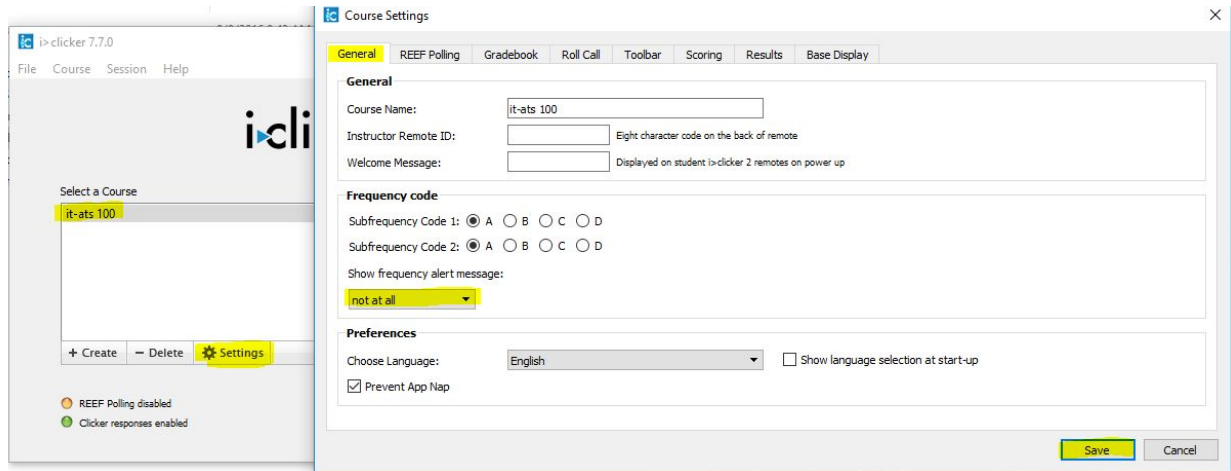 i>clicker 7.7.0
File Course Session Help
i>cli
Select a Course
it-ats 100
+ Create − Delete Settings
REEF Polling disabled
Clicker responses enabled
Course Settings
General REEF Polling Gradebook Roll Call Toolbar Scoring Results Base Display
General
Course Name: it-ats 100
Instructor Remote ID: Eight character code on the back of remote
Welcome Message: Displayed on student i>clicker 2 remotes on power up
Frequency code
Subfrequency Code 1: A B C D
Subfrequency Code 2: A B C D
Show frequency alert message:
not at all
Preferences
Choose Language: English Show language selection at start-up
Prevent App Nap
Save Cancel